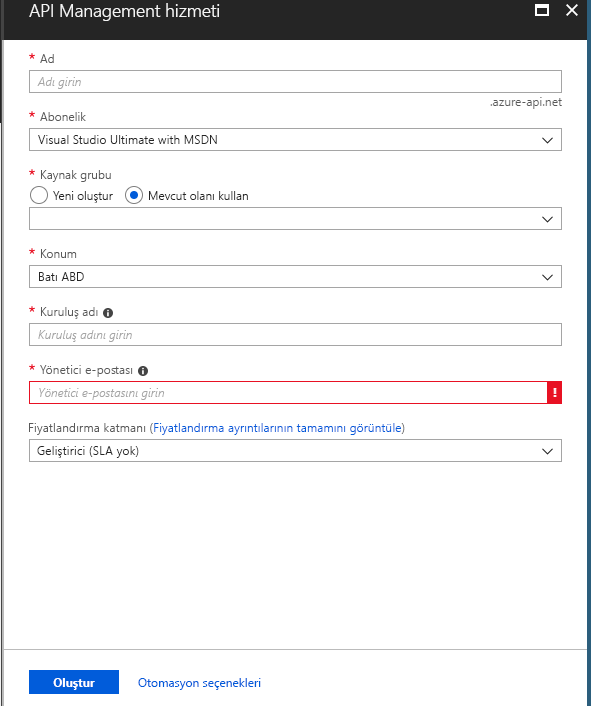 API Management hizmeti
* Ad
Adı girin
.azure-api.net
* Abonelik
Visual Studio Ultimate with MSDN
* Kaynak grubu
Yeni oluştur Mevcut olanı kullan
* Konum
Batı ABD
* Kuruluş adı
Kuruluş adını girin
* Yönetici e-postası
Yönetici e-postasını girin
Fiyatlandırma katmanı (Fiyatlandırma ayrıntılarının tamamını görüntüle)
Geliştirici (SLA yok)
Oluştur Otomasyon seçenekleri